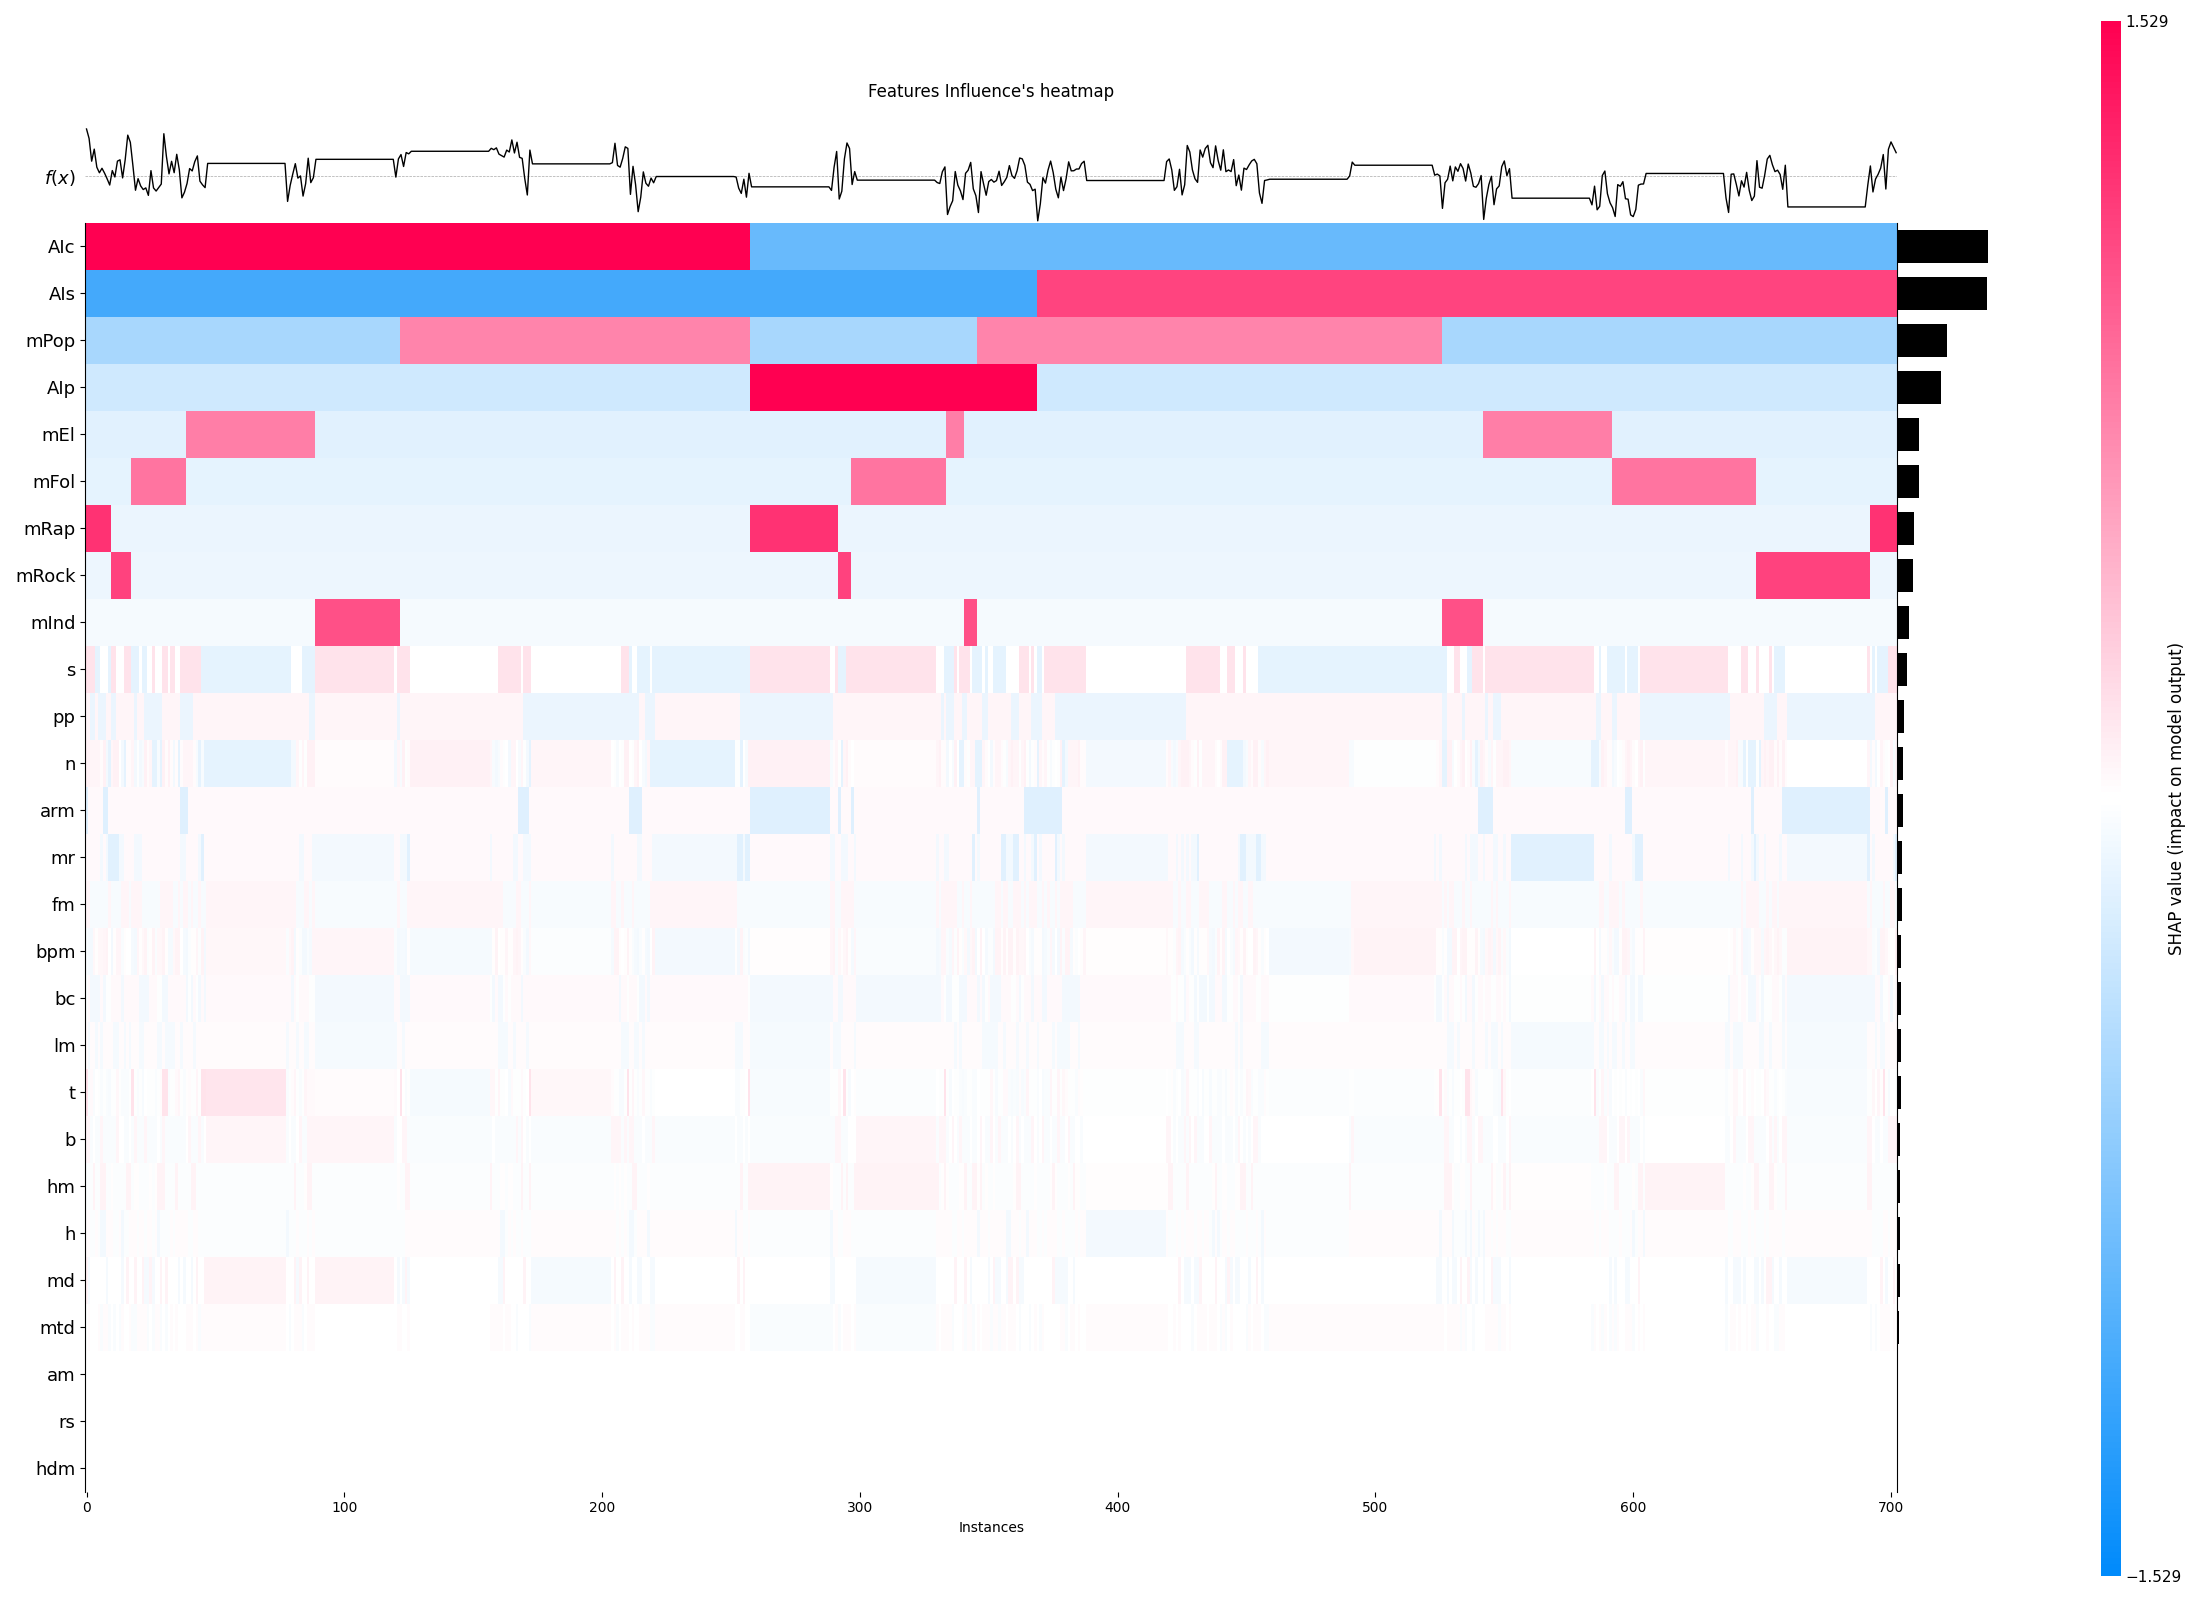 1.529
Features Influence's heatmap
f(x)
AIc
AIs
mPop
AIp
mEl
mFol
mRap
mRock
mInd
s
pp
n
arm
mr
fm
bpm
bc
lm
t
b
hm
h
md
mtd
am
rs
hdm
0 100 200 300 400 500 600 700
Instances
SHAP value (impact on model output)
−1.529